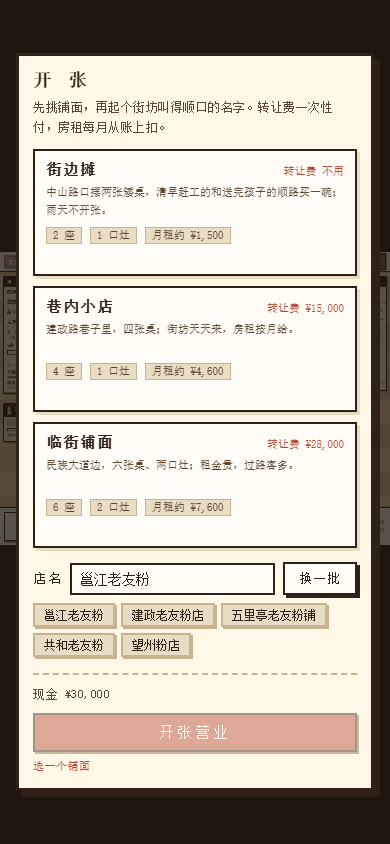 开 张
先挑铺面，再起个街坊叫得顺口的名字。转让费一次性
付，房租每月从账上扣。
街边摊 转让费 不用
中山路口摆两张矮桌，清早赶工的和送完孩子的顺路买一碗；
雨天不开张。
2 座 1 口灶 月租约 ¥1,500
巷内小店 转让费 ¥15,000
建政路巷子里，四张桌；街坊天天来，房租按月给。
4 座 1 口灶 月租约 ¥4,600
临街铺面 转让费 ¥28,000
民族大道边，六张桌、两口灶；租金贵，过路客多。
6 座 2 口灶 月租约 ¥7,600
店名 邕江老友粉 换一批
邕江老友粉 建政老友粉店 五里亭老友粉铺
共和老友粉 望州粉店
现金 ¥30,000
开张营业
选一个铺面